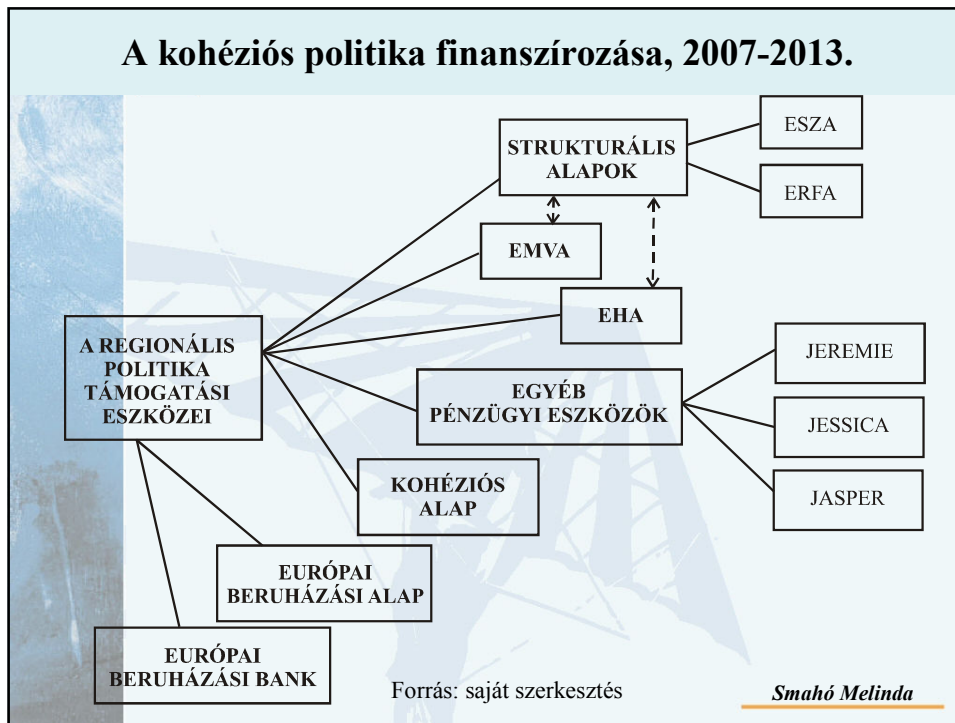 A kohéziós politika finanszírozása, 2007-2013.
STRUKTURÁLIS
ALAPOK
ESZA
ERFA
EMVA
EHA
A REGIONÁLIS
POLITIKA
TÁMOGATÁSI
ESZKÖZEI
EGYÉB
PÉNZÜGYI ESZKÖZÖK
JEREMIE
JESSICA
JASPER
KOHÉZIÓS
ALAP
EURÓPAI
BERUHÁZÁSI ALAP
EURÓPAI
BERUHÁZÁSI BANK
Forrás: saját szerkesztés
Smahó Melinda